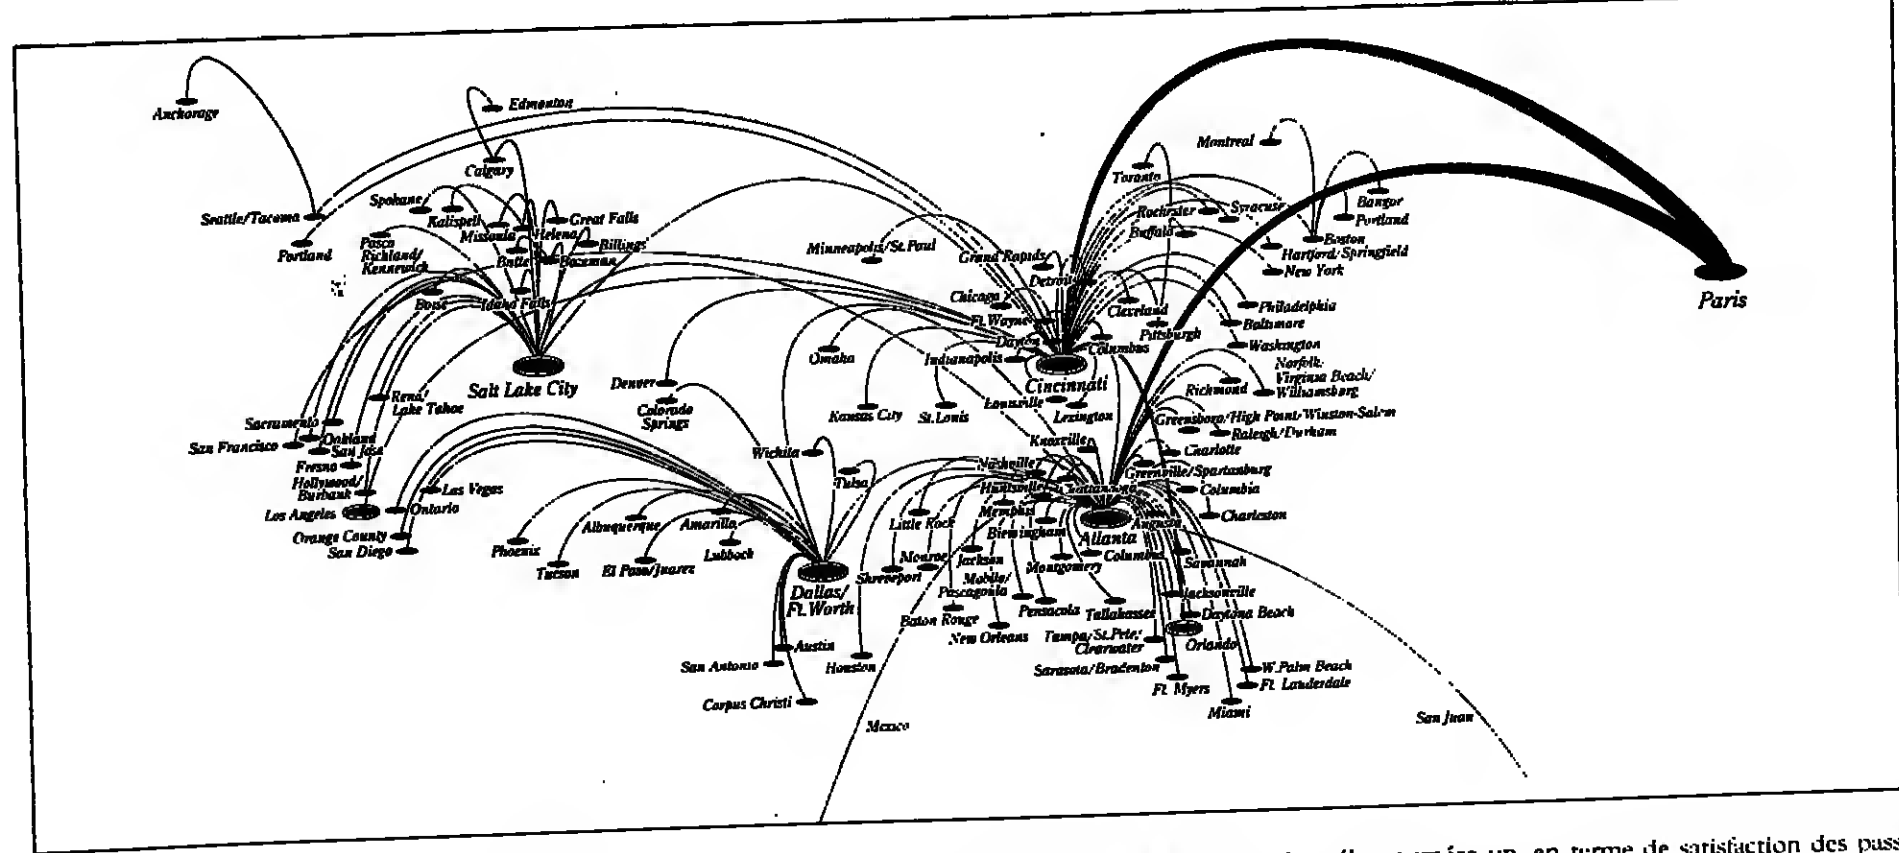 Anchorage
Edmonton
Calgary
Seattle/Tacoma
Portland
Spokane
Kalispell
Missoula
Great Falls
Helena
Billings
Butte
Bozeman
Pasco
Richland/
Kennewick
Boise
Idaho Falls
Salt Lake City
Reno/
Lake Tahoe
Sacramento
San Francisco
Oakland
San Jose
Fresno
Hollywood/
Burbank
Los Angeles
Las Vegas
Ontario
Orange County
San Diego
Phoenix
Tucson
Albuquerque
El Paso/Juarez
Amarillo
Lubbock
Denver
Colorado
Springs
Wichita
Tulsa
Dallas/
Ft. Worth
Austin
San Antonio
Corpus Christi
Houston
Mexico
Minneapolis/St. Paul
Omaha
Kansas City
St. Louis
Grand Rapids
Detroit
Chicago
Ft. Wayne
Dayton
Indianapolis
Columbus
Cincinnati
Louisville
Lexington
Cleveland
Pittsburgh
Toronto
Rochester
Syracuse
Buffalo
Montreal
Bangor
Portland
Boston
Hartford/Springfield
New York
Philadelphia
Baltimore
Washington
Norfolk/
Virginia Beach/
Williamsburg
Richmond
Greensboro/High Point/Winston-Salem
Raleigh/Durham
Charlotte
Greenville/Spartanburg
Columbia
Charleston
Knoxville
Nashville
Huntsville
Chattanooga
Memphis
Birmingham
Atlanta
Augusta
Columbus
Montgomery
Little Rock
Monroe
Shreveport
Jackson
Mobile/
Pascagoula
Baton Rouge
New Orleans
Pensacola
Tallahassee
Savannah
Jacksonville
Daytona Beach
Orlando
Tampa/St. Pete/
Clearwater
Sarasota/Bradenton
Ft. Myers
W. Palm Beach
Ft. Lauderdale
Miami
San Juan
Paris
un, en terme de satisfaction des pass